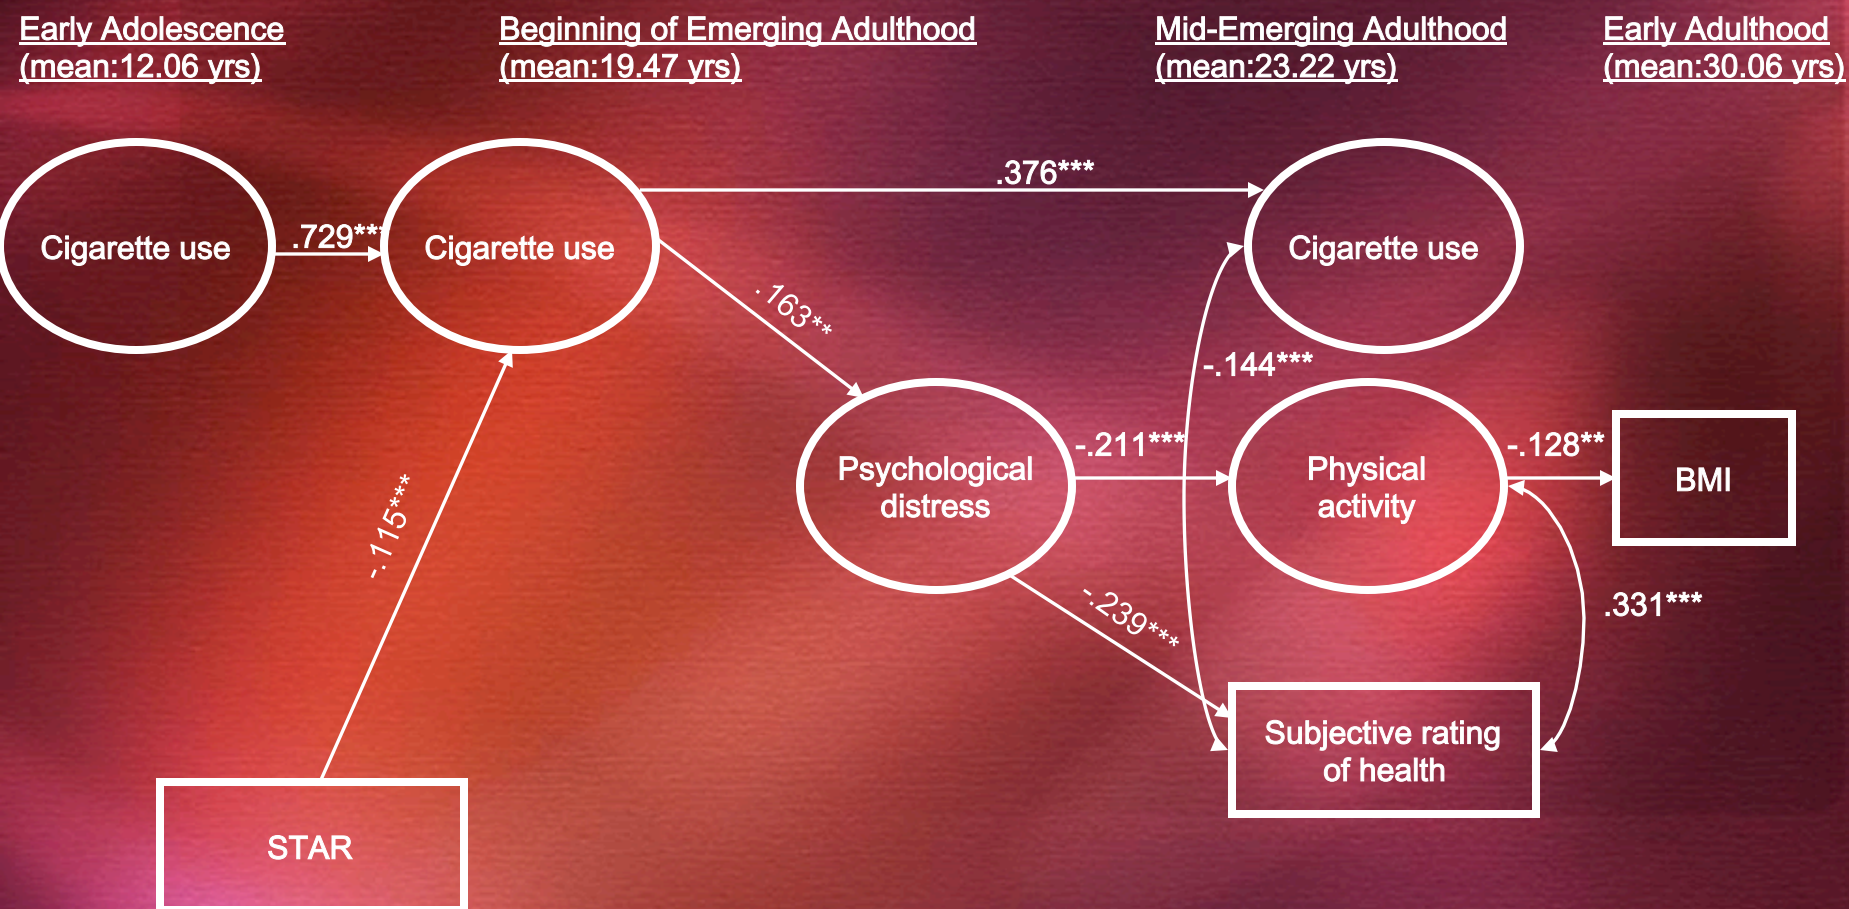 Early Adolescence
(mean:12.06 yrs)
Beginning of Emerging Adulthood
(mean:19.47 yrs)
Mid-Emerging Adulthood
(mean:23.22 yrs)
Early Adulthood
(mean:30.06 yrs)
Cigarette use
.729***
Cigarette use
.376***
Cigarette use
.163**
-.144***
-.115***
Psychological
distress
-.211***
Physical
activity
-.128**
BMI
-.239***
.331***
Subjective rating
of health
STAR